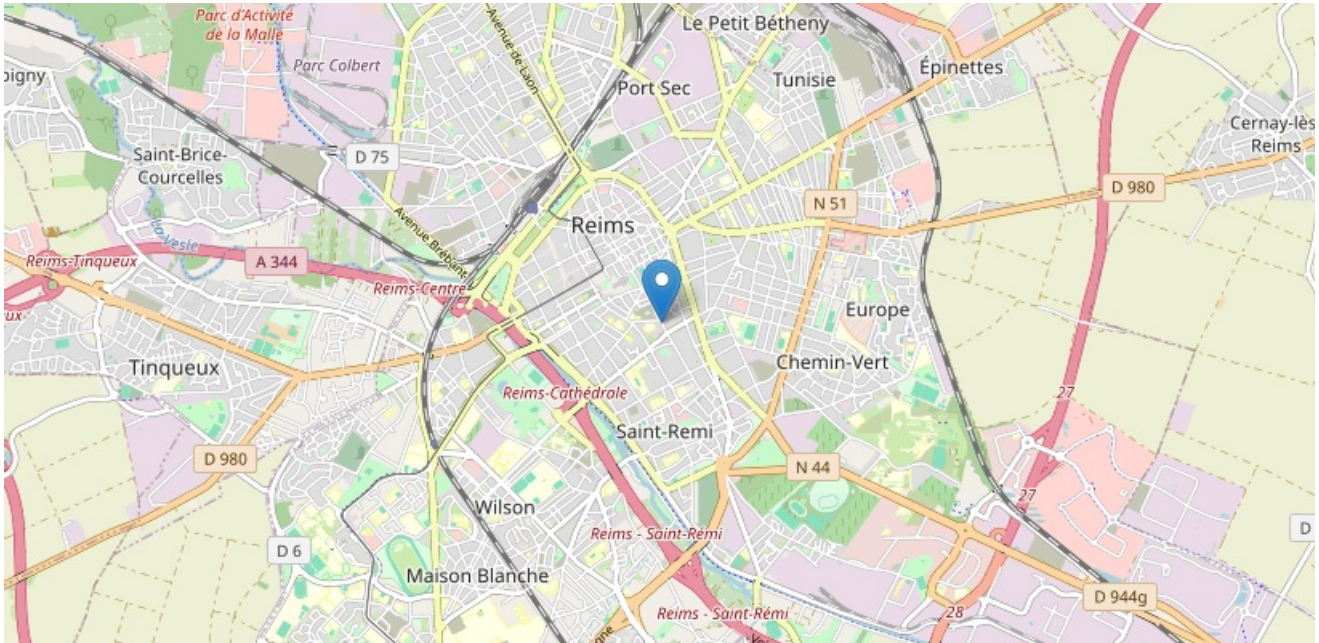 Parc d'Activité
de la Malle
Le Petit Bétheny
Avenue de Laon
Parc Colbert
Port Sec
Tunisie
Épinettes
Cernay-lès
Reims
Saint-Brice-
Courcelles
D 75
D 980
N 51
Avenue Brébant
Reims
La Vesle
A 344
Reims-Tinqueux
Reims-Centre
Europe
Tinqueux
Chemin-Vert
Reims-Cathédrale
27
Saint-Remi
D 980
N 44
Wilson
27
Reims - Saint-Rémi
D
D 6
Maison Blanche
D 944g
28
Reims - Saint-Rémi